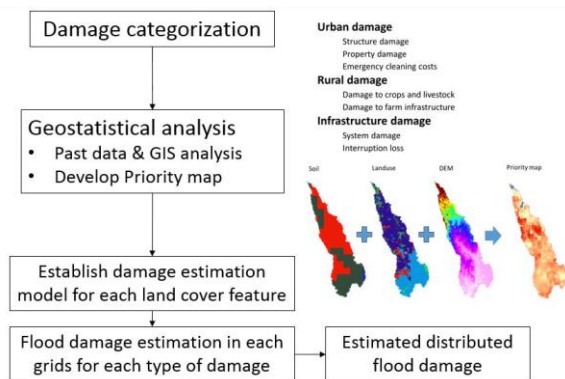 Damage categorization
Geostatistical analysis
• Past data & GIS analysis
• Develop Priority map
Establish damage estimation
model for each land cover feature
Flood damage estimation in each
grids for each type of damage
Estimated distributed
flood damage
Urban damage
Structure damage
Property damage
Emergency cleaning costs
Rural damage
Damage to crops and livestock
Damage to farm infrastructure
Infrastructure damage
System damage
Interruption loss
Soil
Landuse
DEM
Priority map